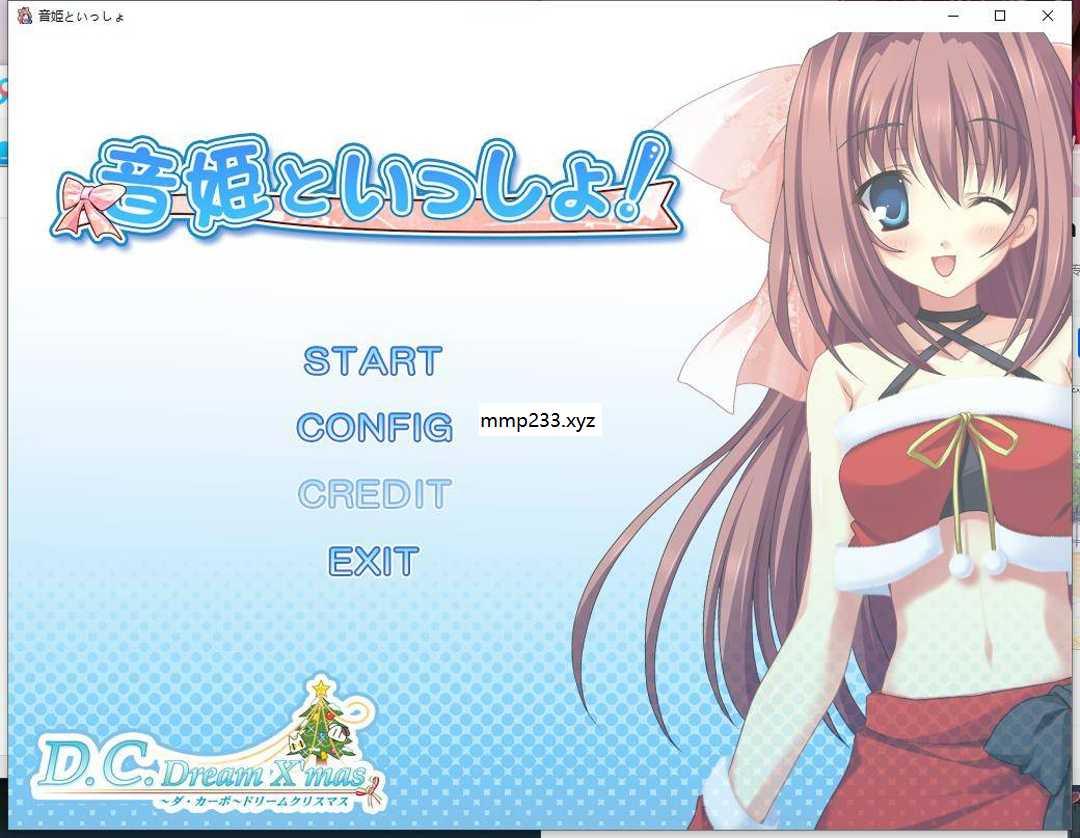 音姫といっしょ
音姫といっしょ!
START
CONFIG
mmp233.xyz
CREDIT
EXIT
D.C. Dream X'mas
～ダ・カーポ～ドリームクリスマス